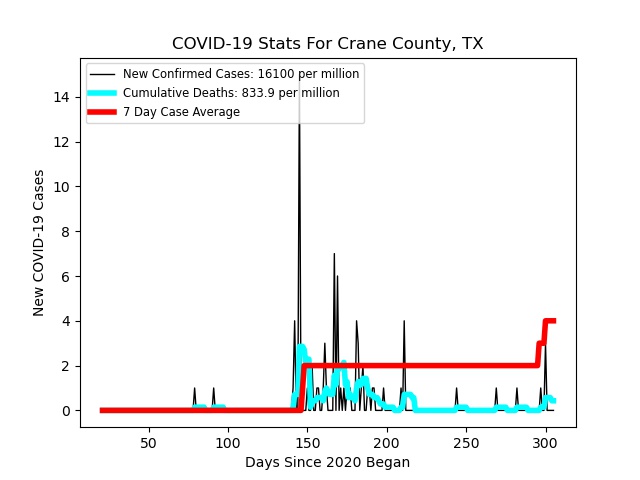 COVID-19 Stats For Crane County, TX
New Confirmed Cases: 16100 per million
Cumulative Deaths: 833.9 per million
7 Day Case Average
New COVID-19 Cases
14
12
10
8
6
4
2
0
50 100 150 200 250 300
Days Since 2020 Began